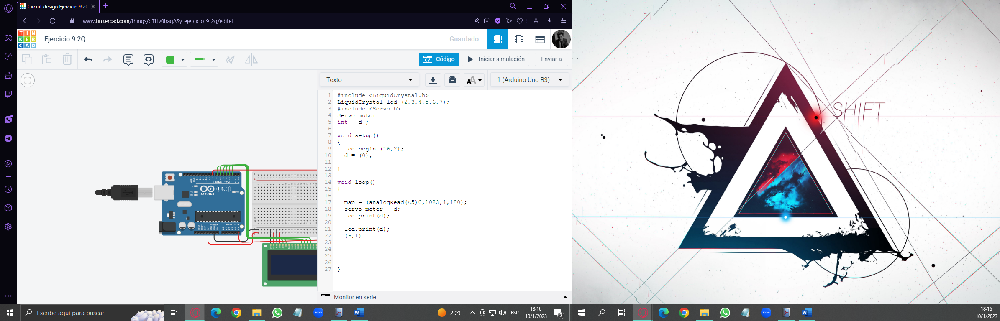 Circuit design Ejercicio 9 2Q
www.tinkercad.com/things/gTHv0haqASy-ejercicio-9-2q/editel
TIN
KER
CAD
Ejercicio 9 2Q
Guardado
Código
Iniciar simulación
Enviar a
Texto
1 (Arduino Uno R3)
1 #include <LiquidCrystal.h>
2 LiquidCrystal lcd (2,3,4,5,6,7);
3 #include <Servo.h>
4 Servo motor
5 int = d ;
6
7 void setup()
8 {
9 lcd.begin (16,2);
10 d = (0);
11
12 }
13
14 void loop()
15 {
16
17 map = (analogRead(A5)0,1023,1,180);
18 servo motor = d;
19 lcd.print(d);
20
21 lcd.print(d);
22 (6,1)
23
24
25
26
27 }
DIGITAL (PWM~)
UNO
ARDUINO
POWER
ANALOG IN
Monitor en serie
SHIFT
Escribe aquí para buscar
zoom
29°C
ESP
18:16
10/1/2023
2
zoom
18:16
10/1/2023